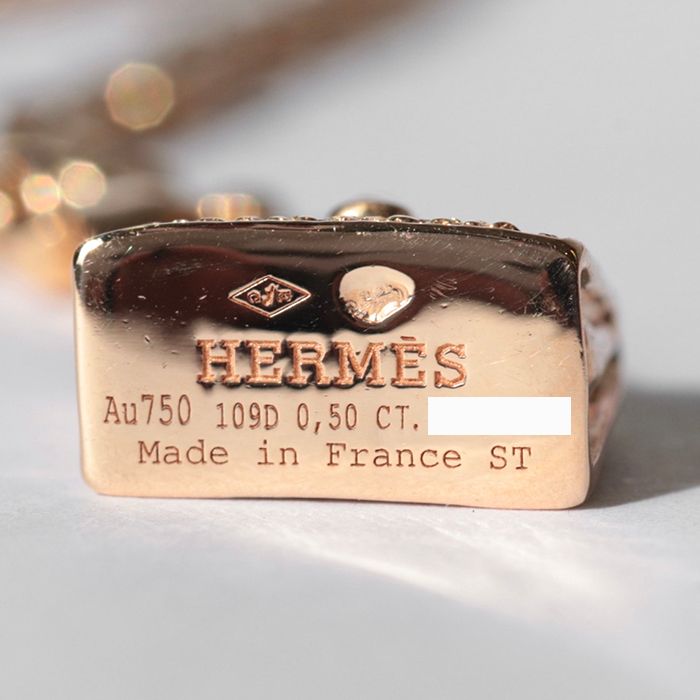 HERMÈS
Au750 109D 0,50 CT.
Made in France ST